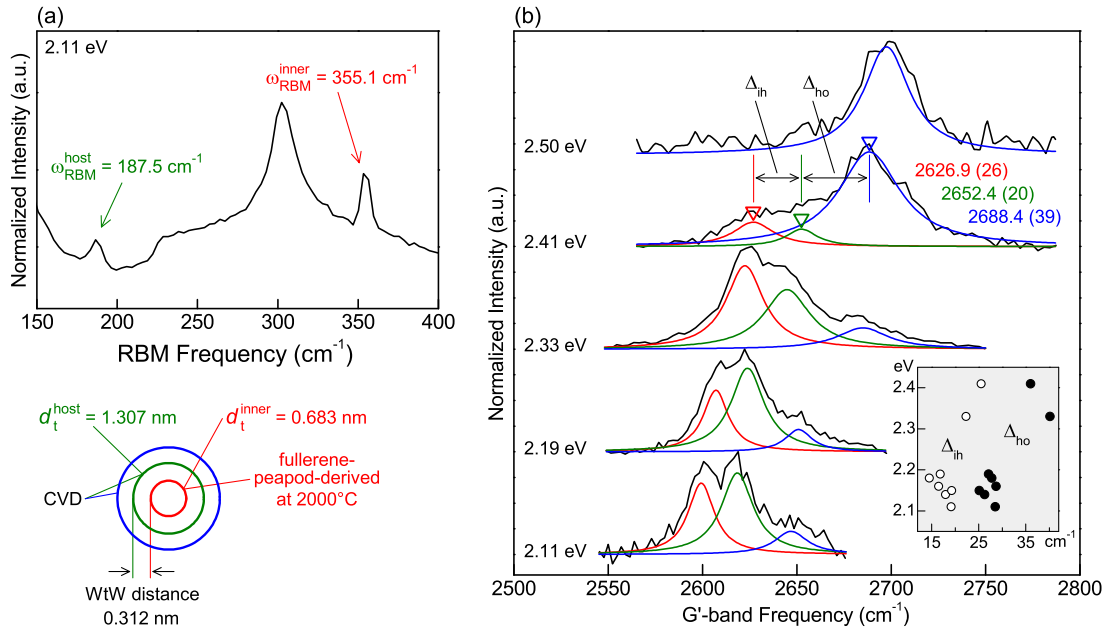 (a)
2.11 eV
ω_RBM^inner = 355.1 cm⁻¹
ω_RBM^host = 187.5 cm⁻¹
Normalized Intensity (a.u.)
150 200 250 300 350 400
RBM Frequency (cm⁻¹)
d_t^host = 1.307 nm
d_t^inner = 0.683 nm
fullerene-
peapod-derived
at 2000°C
CVD
WtW distance
0.312 nm
(b)
Δ_ih Δ_ho
2.50 eV
2626.9 (26)
2652.4 (20)
2688.4 (39)
2.41 eV
2.33 eV
2.19 eV
2.11 eV
Normalized Intensity (a.u.)
eV
2.4
2.3
2.2
2.1
Δ_ih
Δ_ho
15 25 35 cm⁻¹
2500 2550 2600 2650 2700 2750 2800
G'-band Frequency (cm⁻¹)